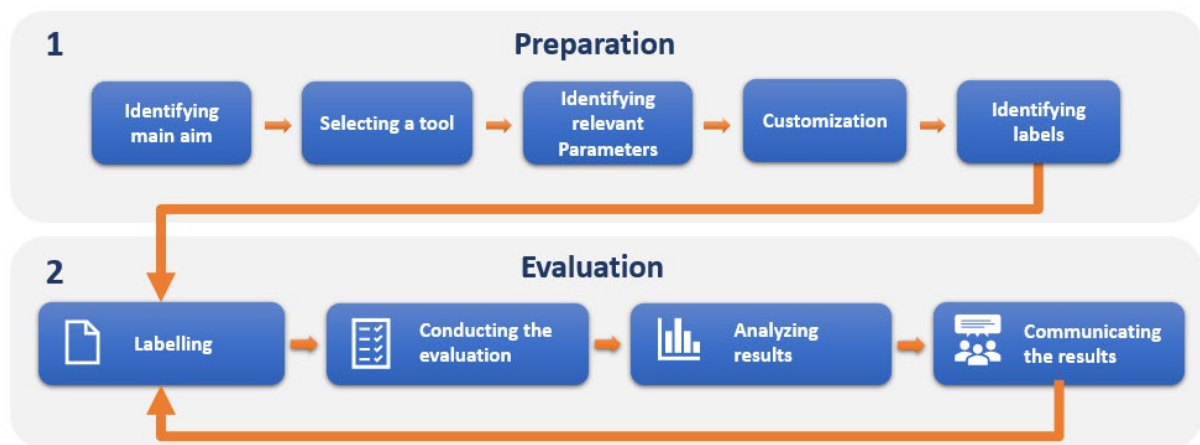 1
Preparation
Identifying
main aim
Selecting a tool
Identifying
relevant
Parameters
Customization
Identifying
labels
2
Evaluation
Labelling
Conducting the
evaluation
Analyzing
results
Communicating
the results